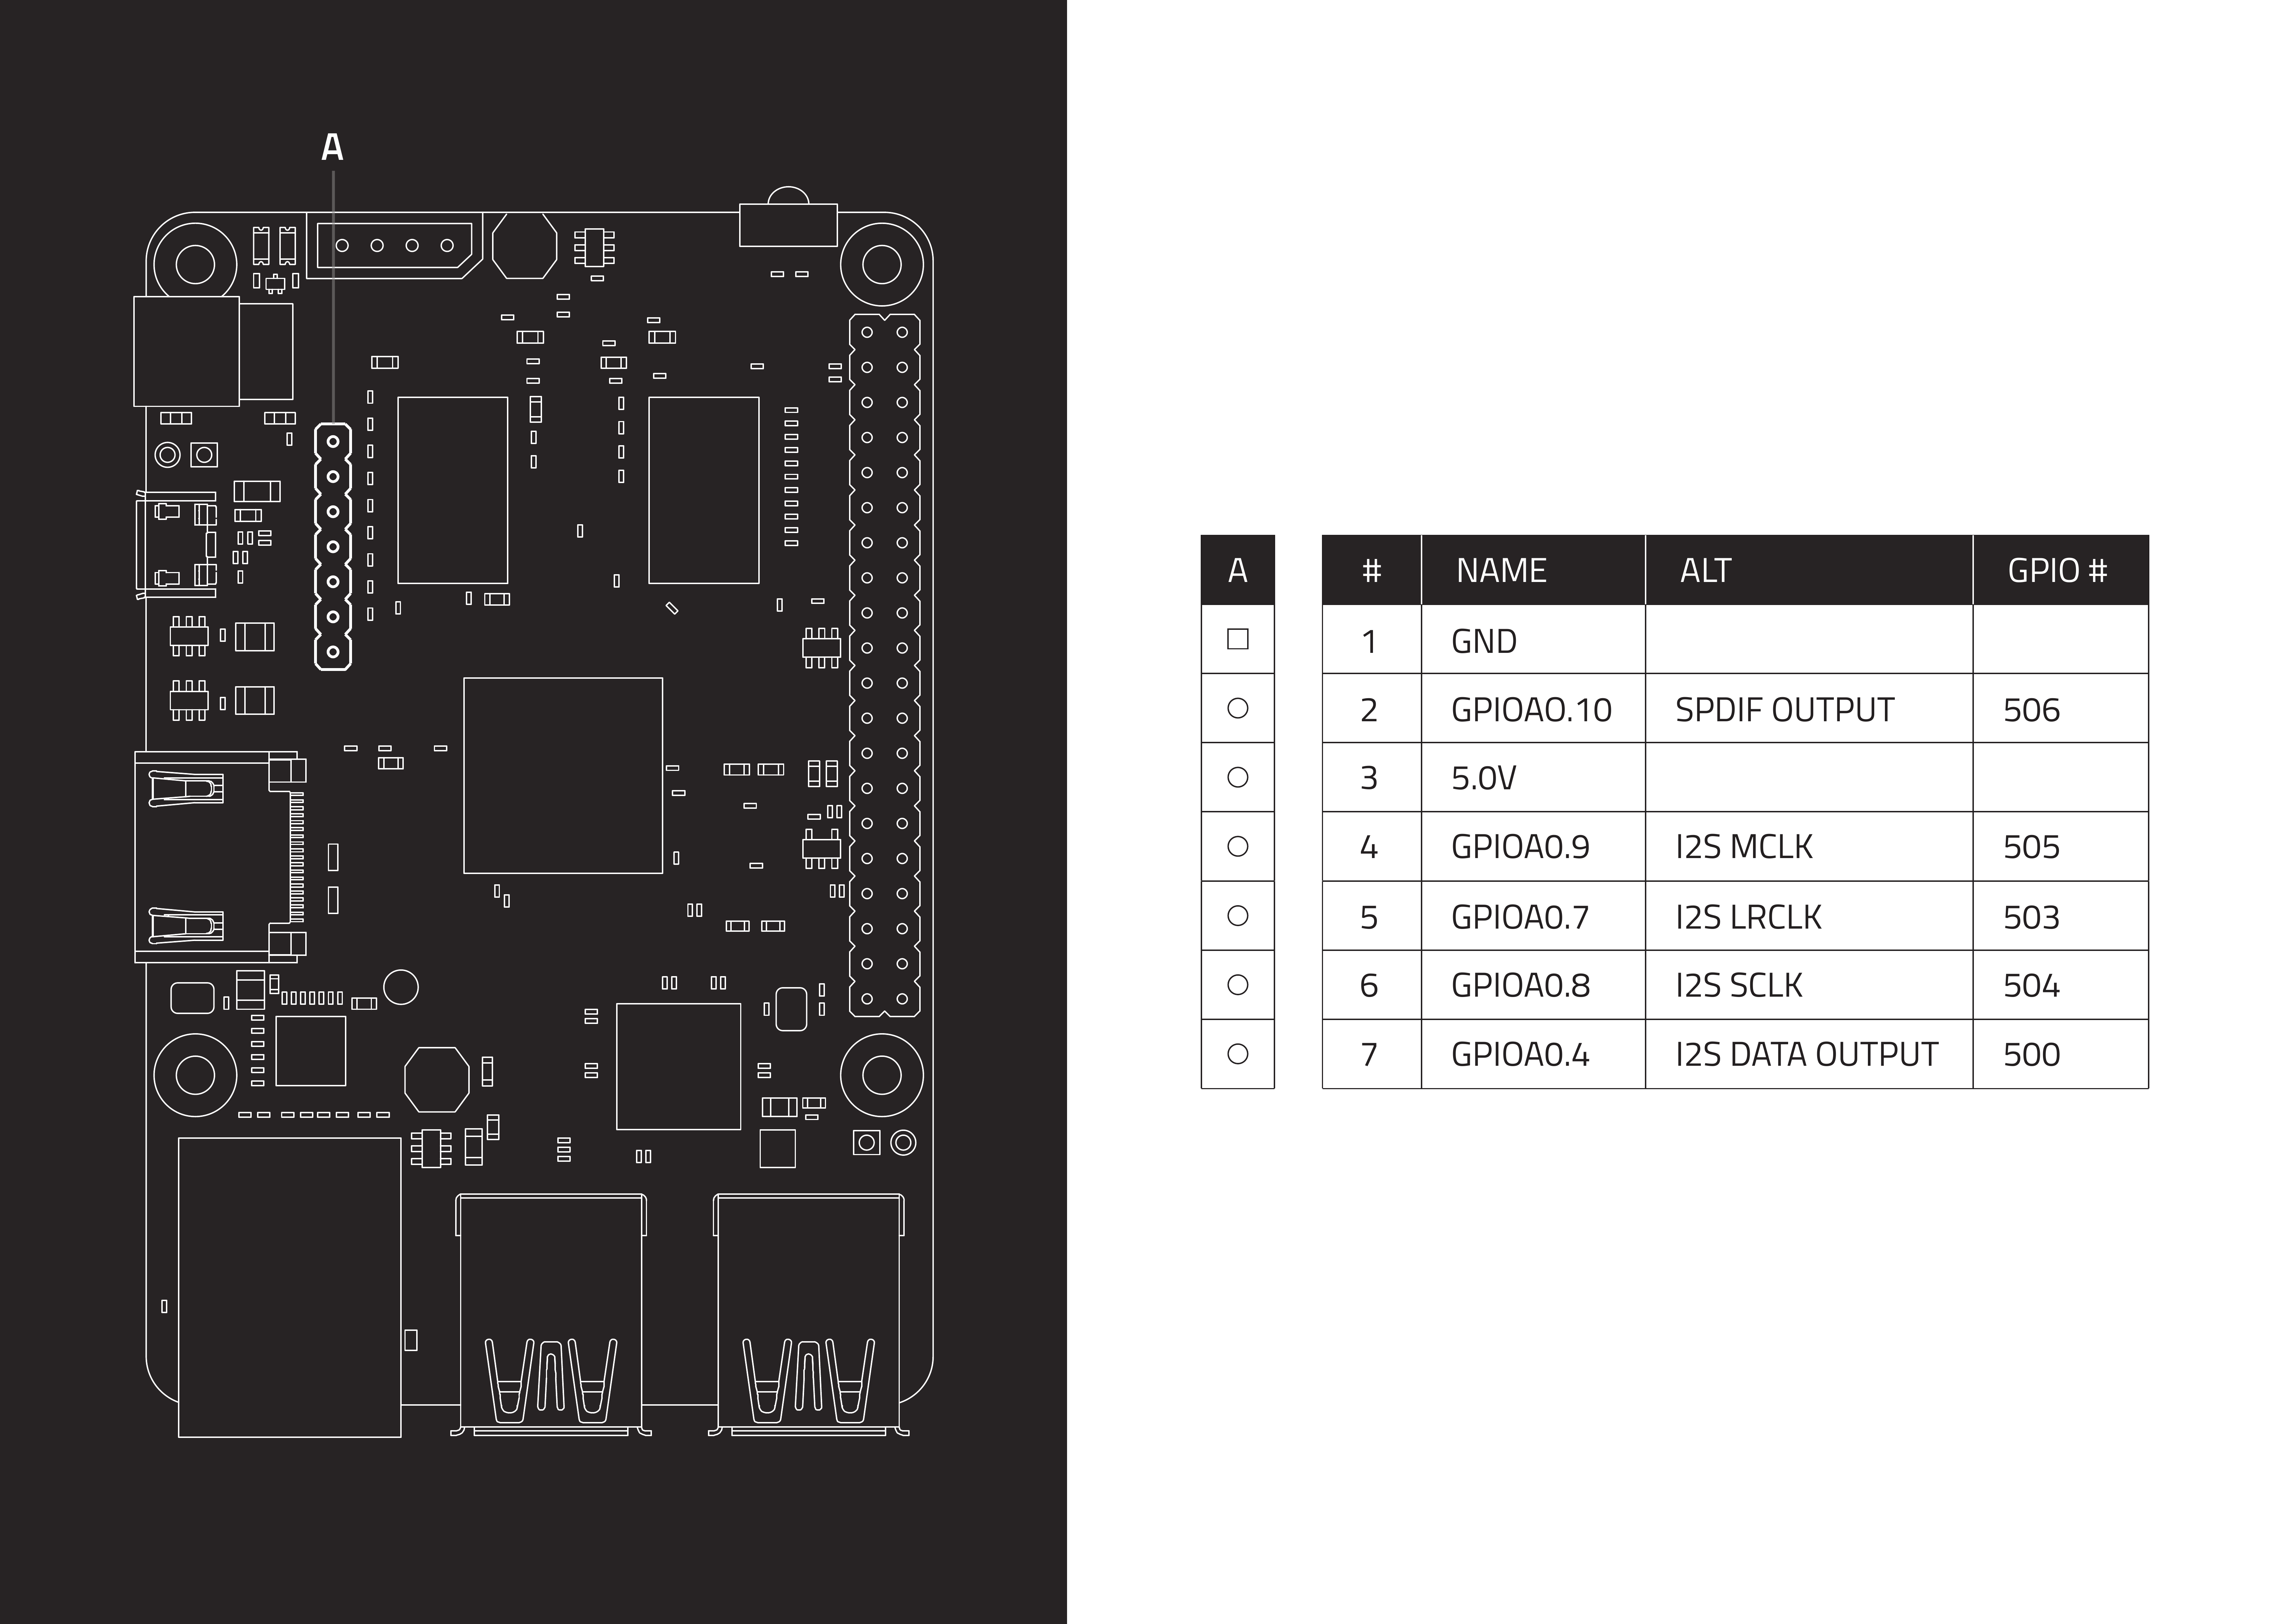 A
A # NAME ALT GPIO #
1 GND
2 GPIOA0.10 SPDIF OUTPUT 506
3 5.0V
4 GPIOA0.9 I2S MCLK 505
5 GPIOA0.7 I2S LRCLK 503
6 GPIOA0.8 I2S SCLK 504
7 GPIOA0.4 I2S DATA OUTPUT 500